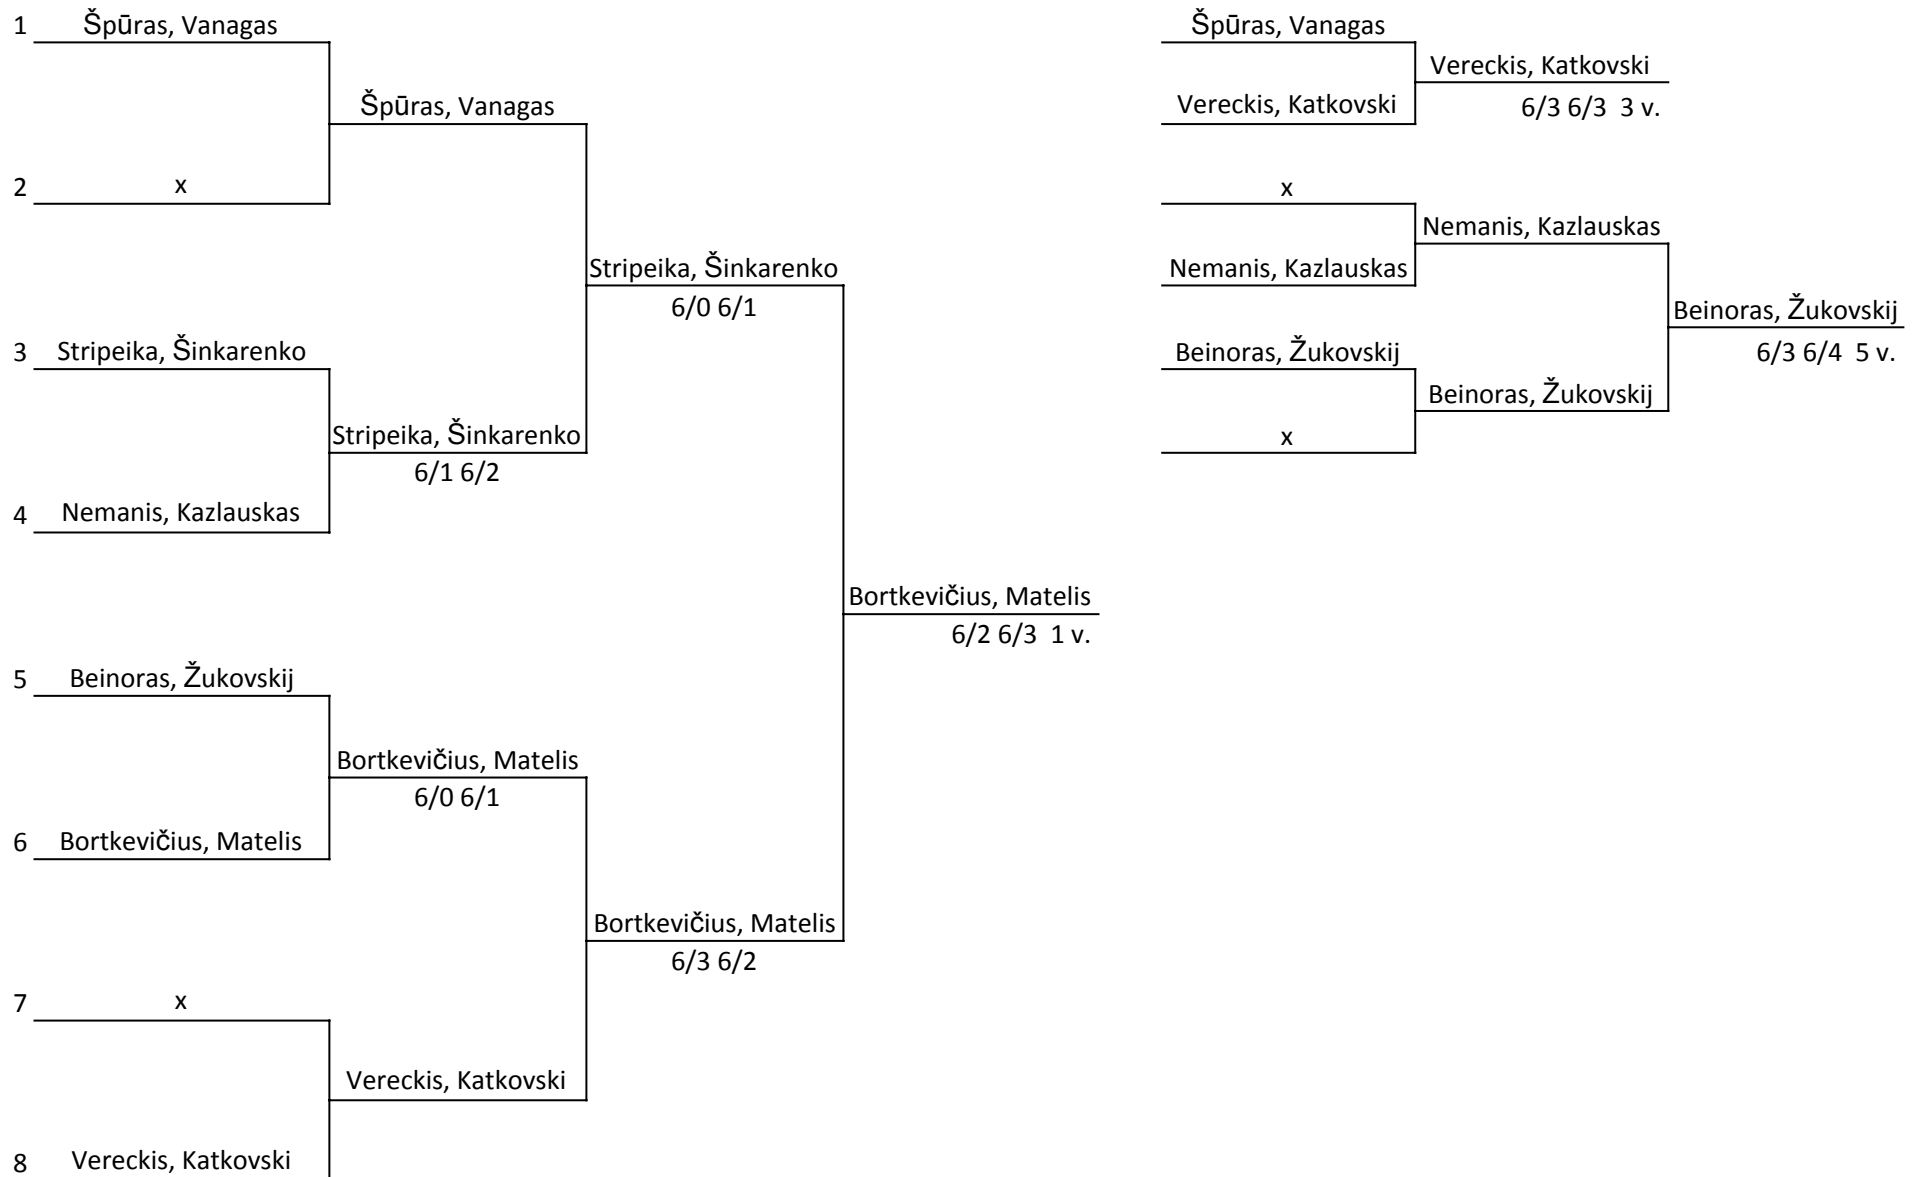 1 Špūras, Vanagas
Špūras, Vanagas
2 x
Stripeika, Šinkarenko
6/0 6/1
3 Stripeika, Šinkarenko
Stripeika, Šinkarenko
6/1 6/2
4 Nemanis, Kazlauskas
Bortkevičius, Matelis
6/2 6/3 1 v.
5 Beinoras, Žukovskij
Bortkevičius, Matelis
6/0 6/1
6 Bortkevičius, Matelis
Bortkevičius, Matelis
6/3 6/2
7 x
Vereckis, Katkovski
8 Vereckis, Katkovski
Špūras, Vanagas
Vereckis, Katkovski
Vereckis, Katkovski
6/3 6/3 3 v.
x
Nemanis, Kazlauskas
Nemanis, Kazlauskas
Beinoras, Žukovskij
6/3 6/4 5 v.
Beinoras, Žukovskij
Beinoras, Žukovskij
x